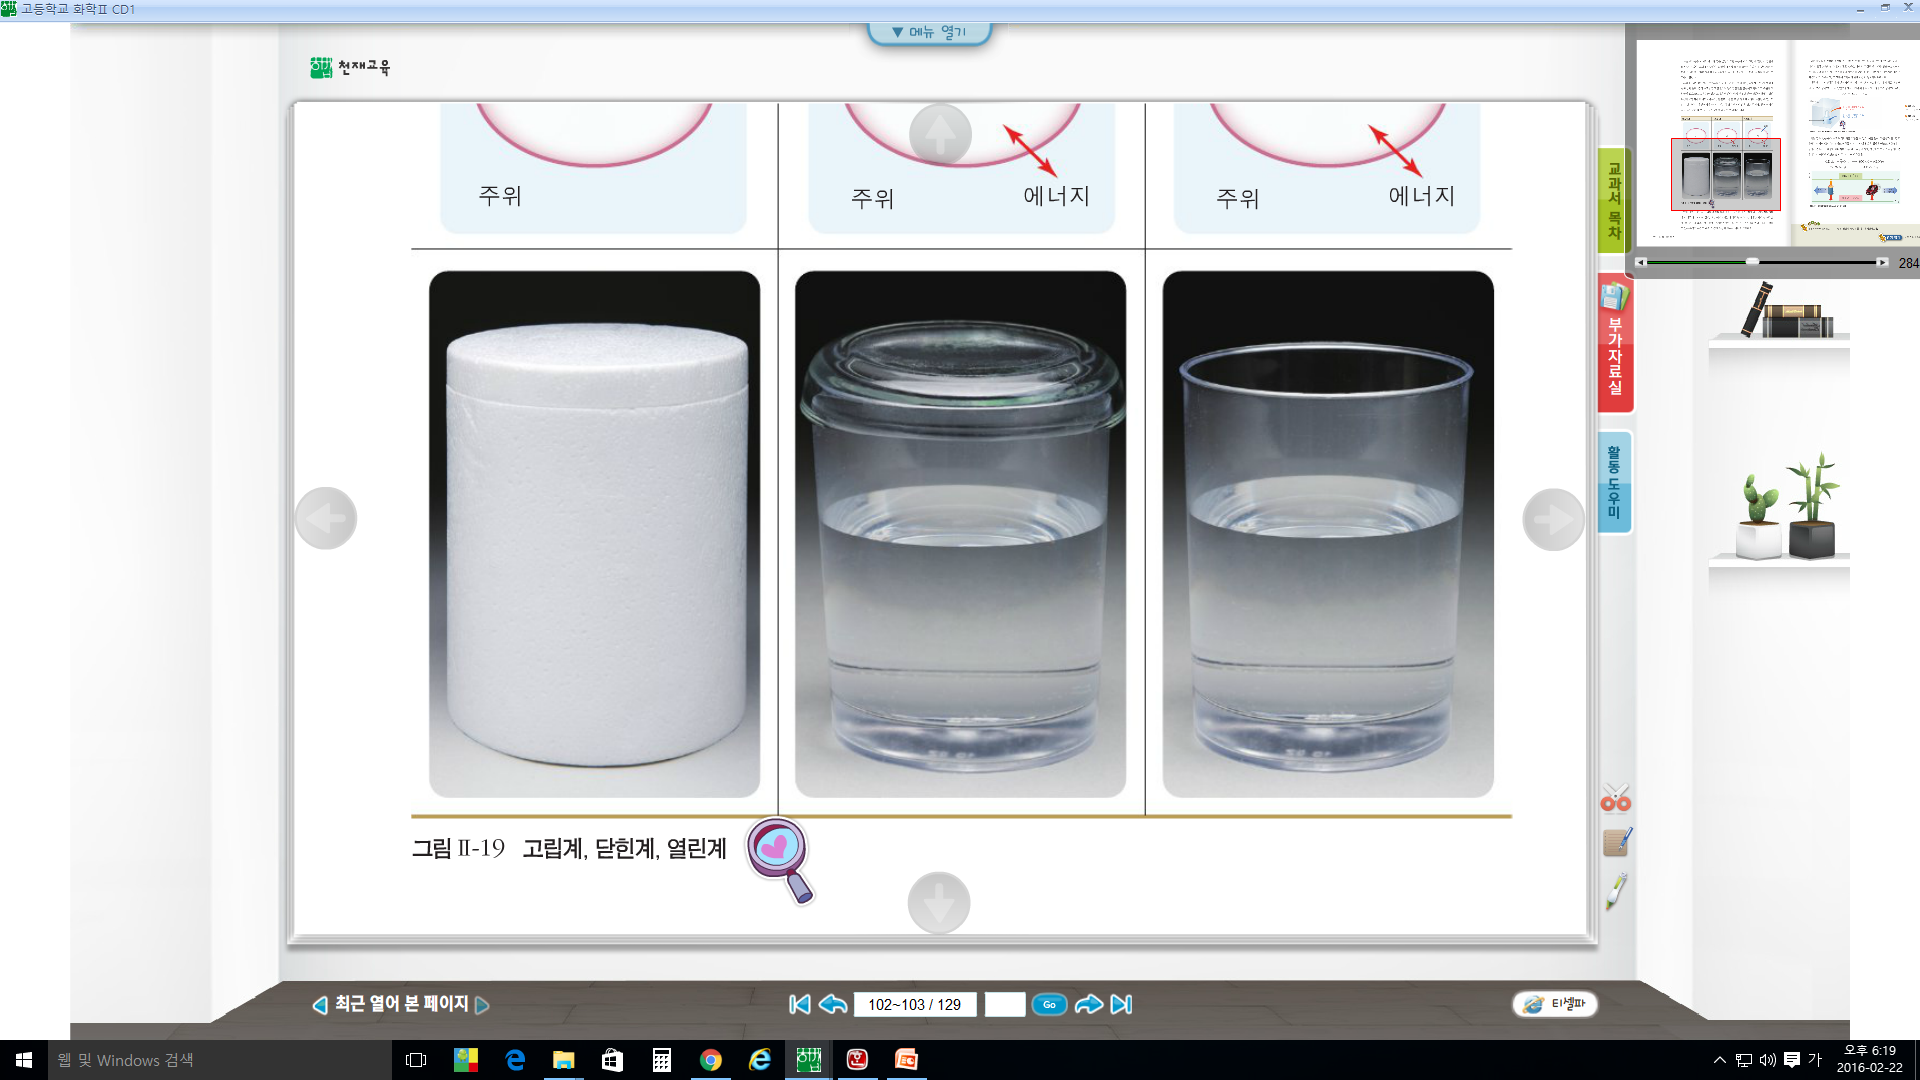 고등학교 화학Ⅱ CD1
▼ 메뉴 열기
천재교육
주위
주위
에너지
주위
에너지
그림 Ⅱ-19 고립계, 닫힌계, 열린계
교과서 목차
부가자료실
활동도우미
284
최근 열어 본 페이지
102~103 / 129
Go
티셀파
웹 및 Windows 검색
가
오후 6:19
2016-02-22